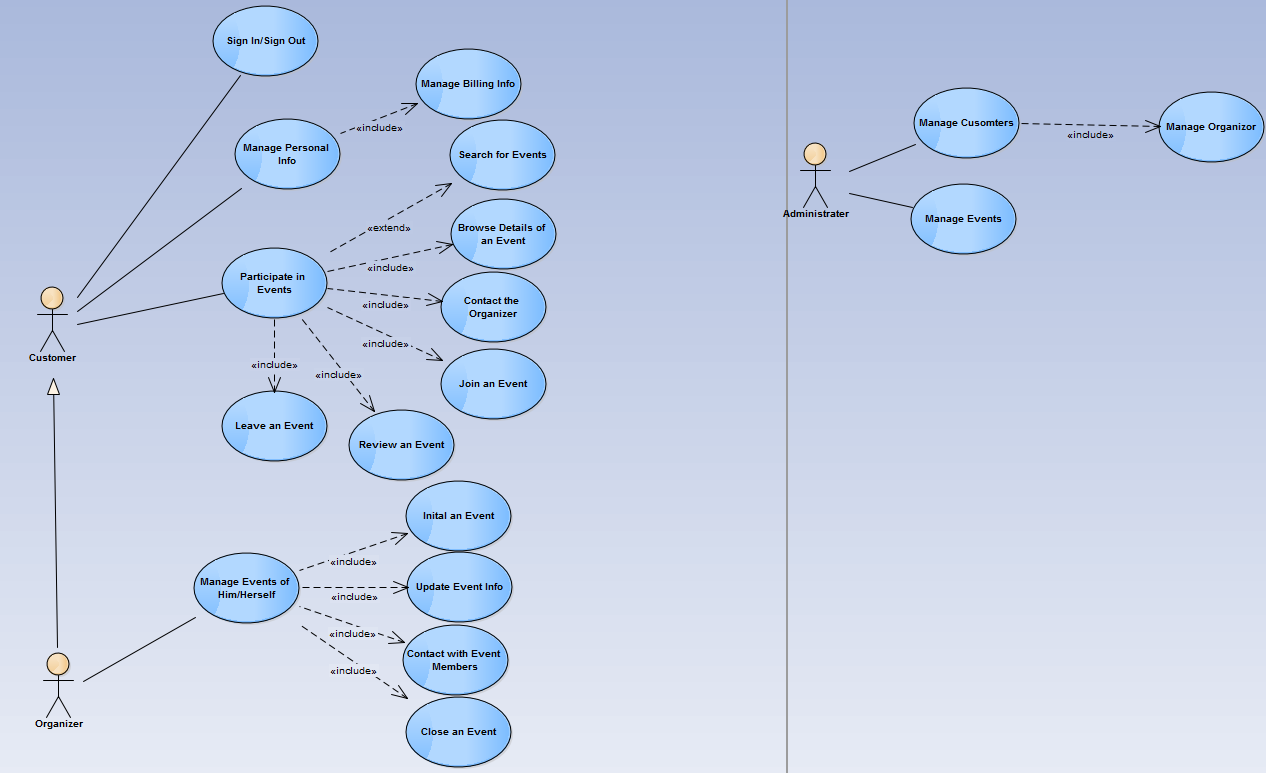 Sign In/Sign Out
Manage Billing Info
«include»
Manage Personal
Info
Search for Events
«extend»
Browse Details of
an Event
«include»
Participate in
Events
Contact the
Organizer
«include»
«include»
Join an Event
Customer
«include»
«include»
Leave an Event
Review an Event
Inital an Event
«include»
Manage Events of
Him/Herself
Update Event Info
«include»
«include»
Contact with Event
Members
«include»
Close an Event
Organizer
Manage Cusomters
«include»
Manage Organizor
Administrater
Manage Events